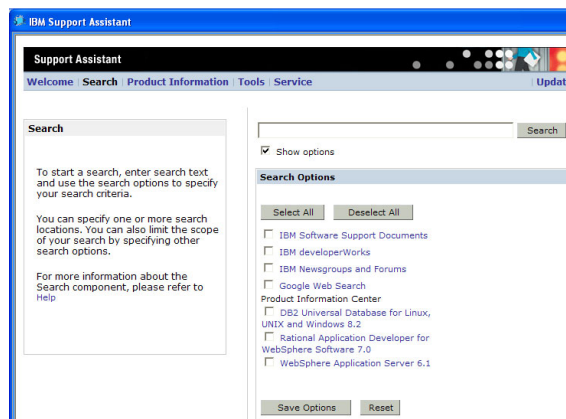 IBM Support Assistant
Support Assistant
Welcome | Search | Product Information | Tools | Service | Updat
Search
To start a search, enter search text
and use the search options to specify
your search criteria.
You can specify one or more search
locations. You can also limit the scope
of your search by specifying other
search options.
For more information about the
Search component, please refer to
Help
Search
Show options
Search Options
Select All Deselect All
IBM Software Support Documents
IBM developerWorks
IBM Newsgroups and Forums
Google Web Search
Product Information Center
DB2 Universal Database for Linux,
UNIX and Windows 8.2
Rational Application Developer for
WebSphere Software 7.0
WebSphere Application Server 6.1
Save Options Reset